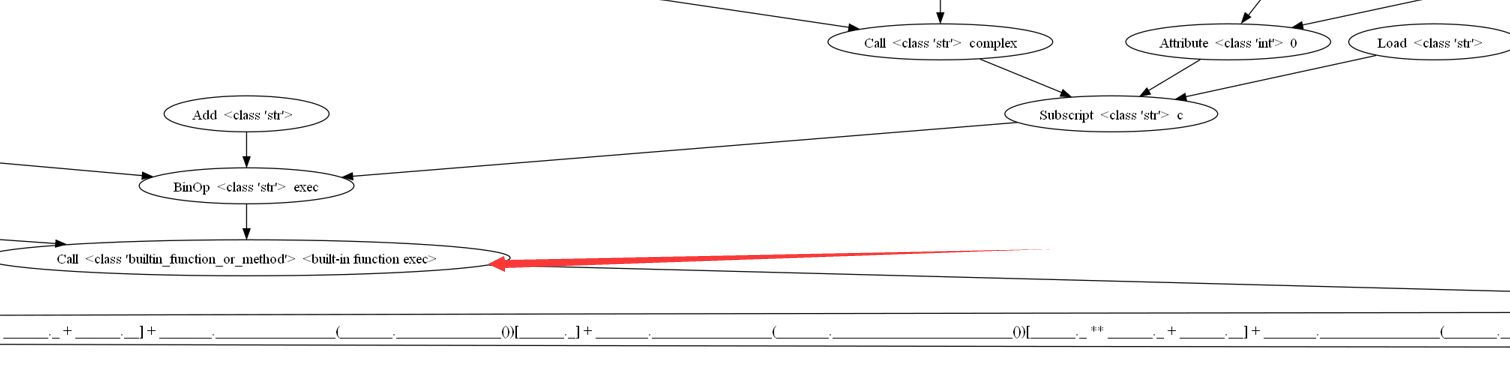 Call <class 'str'> complex
Attribute <class 'int'> 0
Load <class 'str'>
Add <class 'str'>
Subscript <class 'str'> c
BinOp <class 'str'> exec
Call <class 'builtin_function_or_method'> <built-in function exec>
______._ + ______.__] + _______.________________(_______.______________())[______._] + _______.________________(_______.________________________())[______._ ** ______._ + ______.__] + _______.________________(_______._